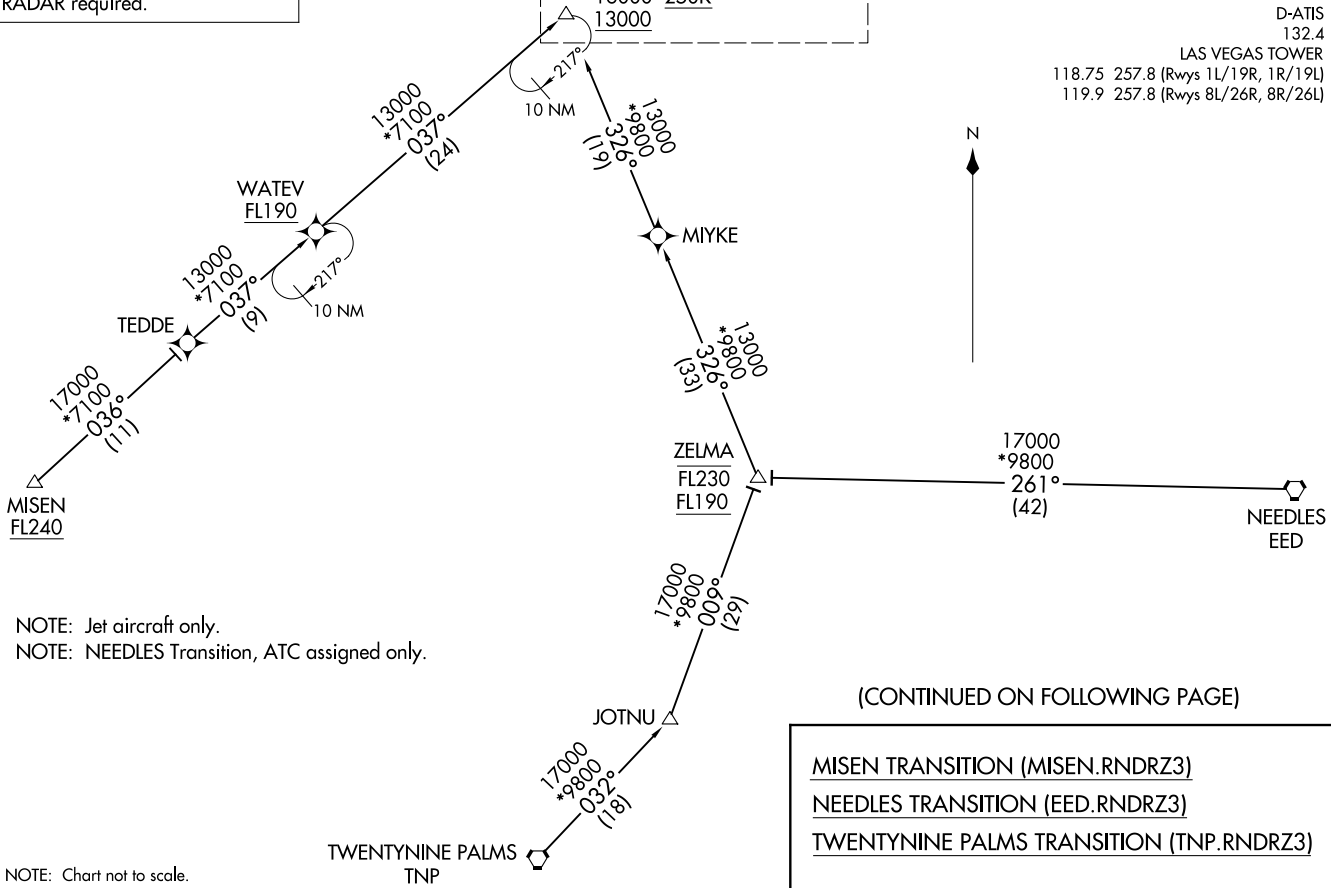 RADAR required.
13000
D-ATIS
132.4
LAS VEGAS TOWER
118.75 257.8 (Rwys 1L/19R, 1R/19L)
119.9 257.8 (Rwys 8L/26R, 8R/26L)
217°
10 NM
13000
*7100
037°
(24)
13000
*9800
326°
(19)
N
WATEV
FL190
MIYKE
217°
10 NM
13000
*7100
037°
(9)
TEDDE
17000
*7100
036°
(11)
13000
*9800
326°
(33)
MISEN
FL240
ZELMA
FL230
FL190
17000
*9800
261°
(42)
NEEDLES
EED
17000
*9800
009°
(29)
NOTE: Jet aircraft only.
NOTE: NEEDLES Transition, ATC assigned only.
JOTNU
17000
*9800
032°
(18)
TWENTYNINE PALMS
TNP
(CONTINUED ON FOLLOWING PAGE)
MISEN TRANSITION (MISEN.RNDRZ3)
NEEDLES TRANSITION (EED.RNDRZ3)
TWENTYNINE PALMS TRANSITION (TNP.RNDRZ3)
NOTE: Chart not to scale.